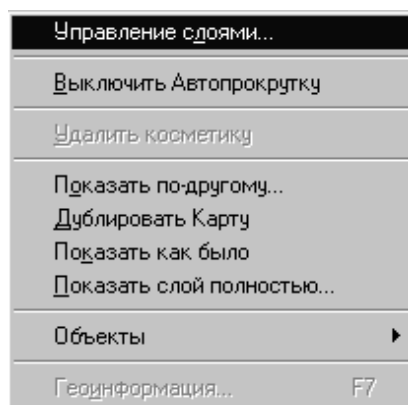 Управление слоями...
Выключить Автопрокрутку
Удалить косметику
Показать по-другому...
Дублировать Карту
Показать как было
Показать слой полностью...
Объекты
Геоинформация... F7